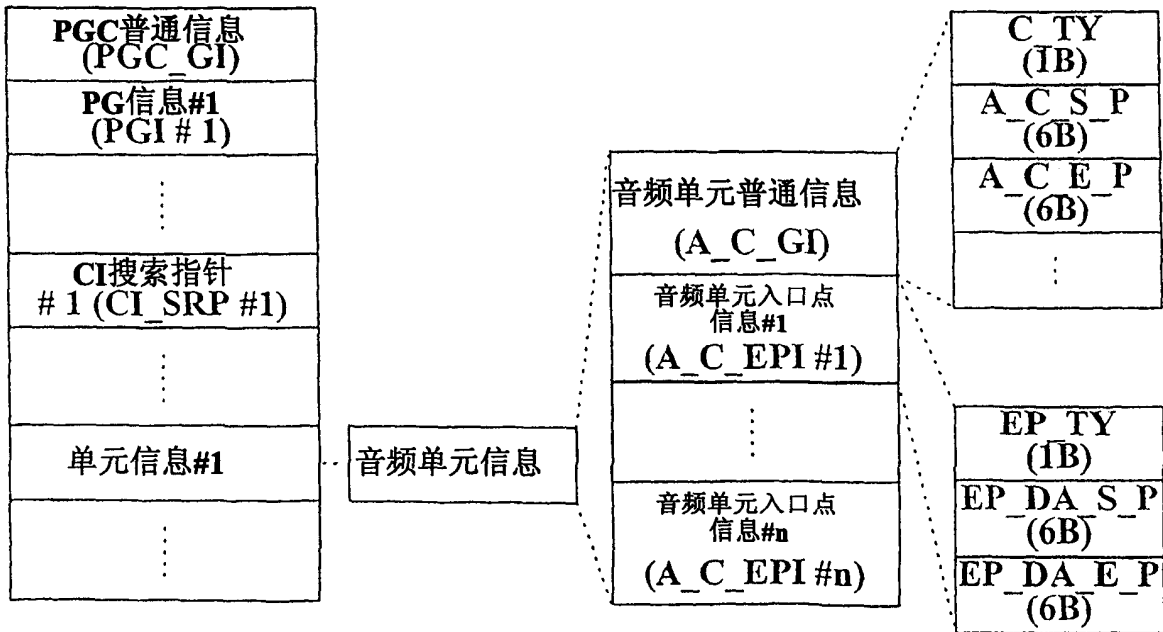 PGC普通信息
(PGC_GI)
PG信息#1
(PGI # 1)
CI搜索指针
# 1 (CI_SRP #1)
单元信息#1
音频单元信息
音频单元普通信息
(A_C_GI)
音频单元入口点
信息#1
(A_C_EPI #1)
音频单元入口点
信息#n
(A_C_EPI #n)
C_TY
(1B)
A_C_S_P
(6B)
A_C_E_P
(6B)
EP_TY
(1B)
EP_DA_S_P
(6B)
EP_DA_E_P
(6B)